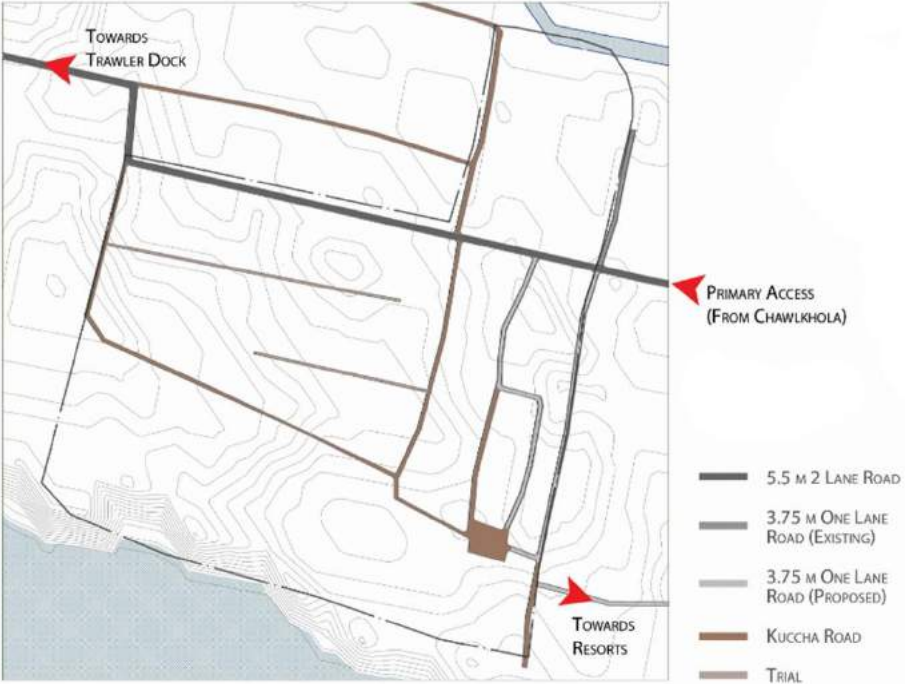 Towards
Trawler Dock
Primary Access
(From Chawlkhola)
5.5 m 2 Lane Road
3.75 m One Lane
Road (Existing)
3.75 m One Lane
Road (Proposed)
Towards
Resorts
Kuccha Road
Trial